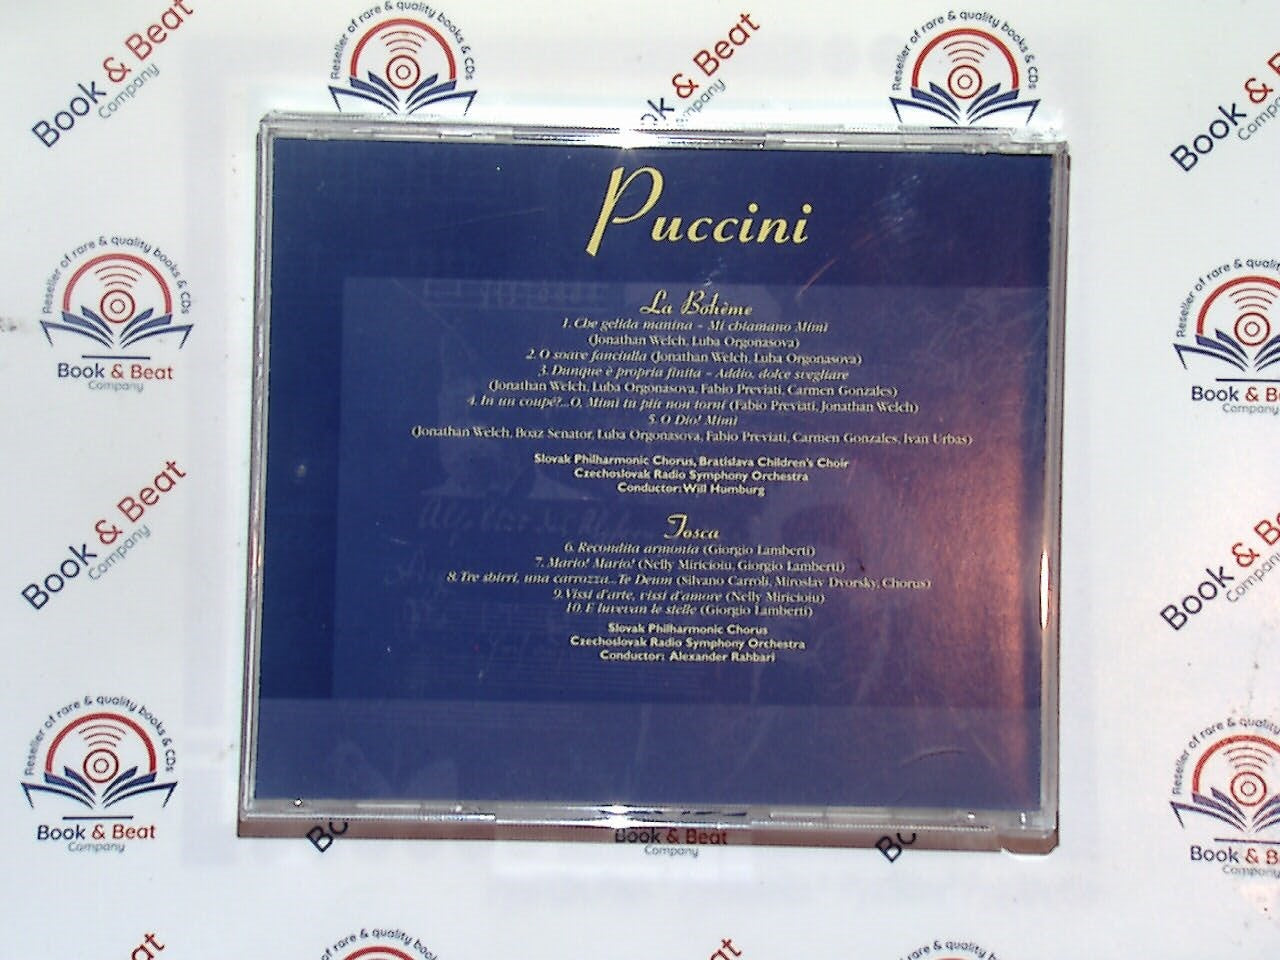 Puccini
La Bohème
1. Che gelida manina - Mi chiamano Mimì
(Jonathan Welch, Luba Orgonasova)
2. O soave fanciulla (Jonathan Welch, Luba Orgonasova)
3. Dunque è propria finita - Addio, dolce svegliare
(Jonathan Welch, Luba Orgonasova, Fabio Previati, Carmen Gonzales)
4. In un coupé?...O, Mimì tu più non torni (Fabio Previati, Jonathan Welch)
5. O Dio! Mimì
(Jonathan Welch, Boaz Senator, Luba Orgonasova, Fabio Previati, Carmen Gonzales, Ivan Urbas)
Slovak Philharmonic Chorus, Bratislava Children's Choir
Czechoslovak Radio Symphony Orchestra
Conductor: Will Humburg
Tosca
6. Recondita armonia (Giorgio Lamberti)
7. Mario! Mario! (Nelly Miricioiu, Giorgio Lamberti)
8. Tre sbirri, una carrozza...Te Deum (Silvano Carroli, Miroslav Dvorsky, Chorus)
9. Vissi d'arte, vissi d'amore (Nelly Miricioiu)
10. E lucevan le stelle (Giorgio Lamberti)
Slovak Philharmonic Chorus
Czechoslovak Radio Symphony Orchestra
Conductor: Alexander Rahbari
Reseller of rare & quality books & CDs
Book & Beat
Company